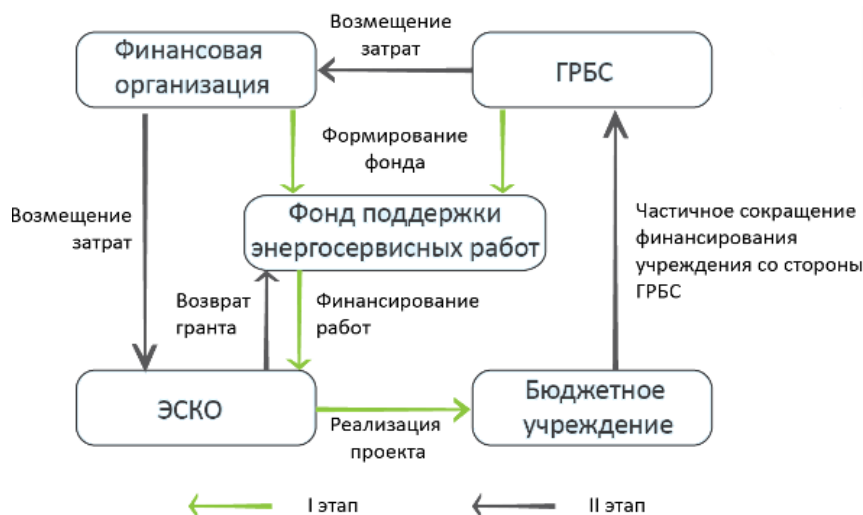 Возмещение
затрат
Финансовая
организация
ГРБС
Формирование
фонда
Возмещение
затрат
Фонд поддержки
энергосервисных работ
Частичное сокращение
финансирования
учреждения со стороны
ГРБС
Возврат
гранта
Финансирование
работ
ЭСКО
Реализация
проекта
Бюджетное
учреждение
I этап
II этап